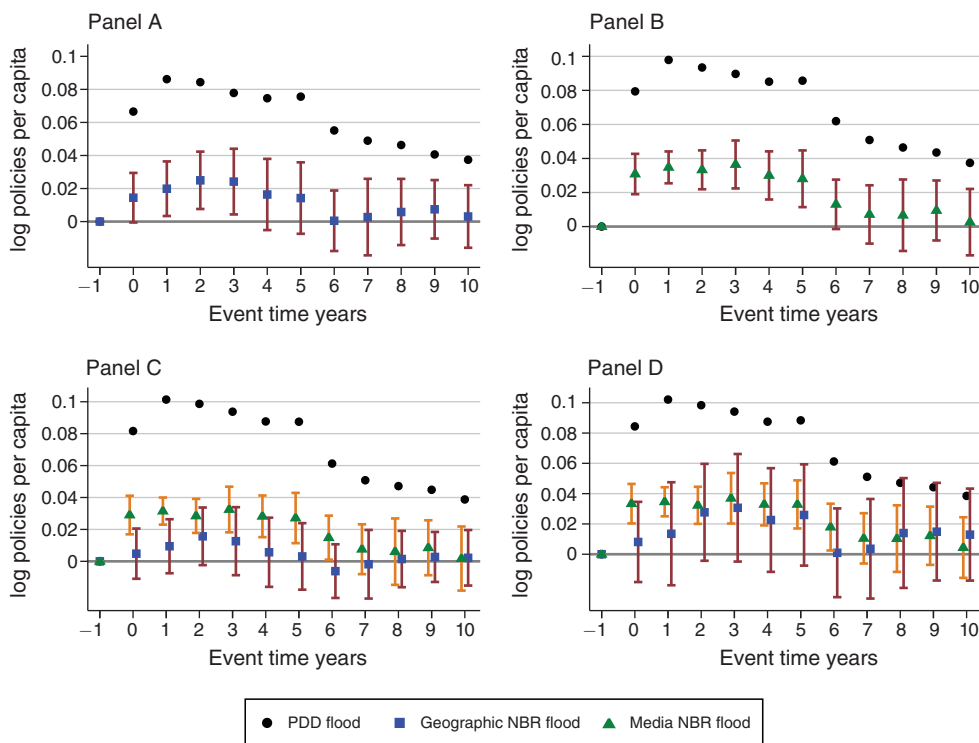 Panel A
log policies per capita
0.1
0.08
0.06
0.04
0.02
0
−1 0 1 2 3 4 5 6 7 8 9 10
Event time years
Panel B
log policies per capita
0.1
0.08
0.06
0.04
0.02
0
−1 0 1 2 3 4 5 6 7 8 9 10
Event time years
Panel C
log policies per capita
0.1
0.08
0.06
0.04
0.02
0
−1 0 1 2 3 4 5 6 7 8 9 10
Event time years
Panel D
log policies per capita
0.1
0.08
0.06
0.04
0.02
0
−1 0 1 2 3 4 5 6 7 8 9 10
Event time years
PDD flood Geographic NBR flood Media NBR flood